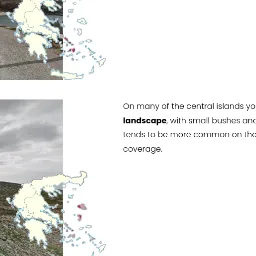 On many of the central islands yo
landscape, with small bushes and
tends to be more common on the
coverage.